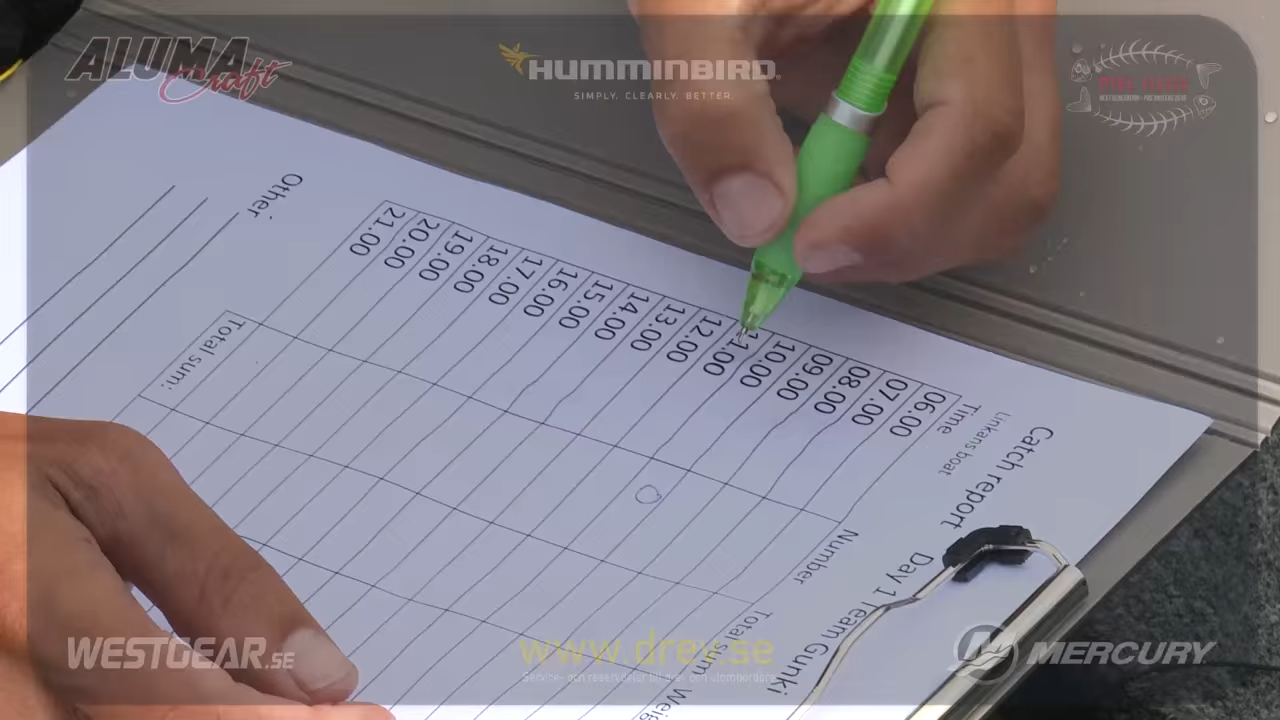 ALUMA
Craft
HUMMINBIRD®
SIMPLY. CLEARLY. BETTER.
Catch report
Day 1 Team Gunki
Linkans boat
Time
Number
Total sum
06.00
07.00
08.00
09.00
10.00
11.00
12.00
13.00
14.00
15.00
16.00
17.00
18.00
19.00
20.00
21.00
Total sum:
Other
WESTGEAR.SE
www.drev.se
MERCURY